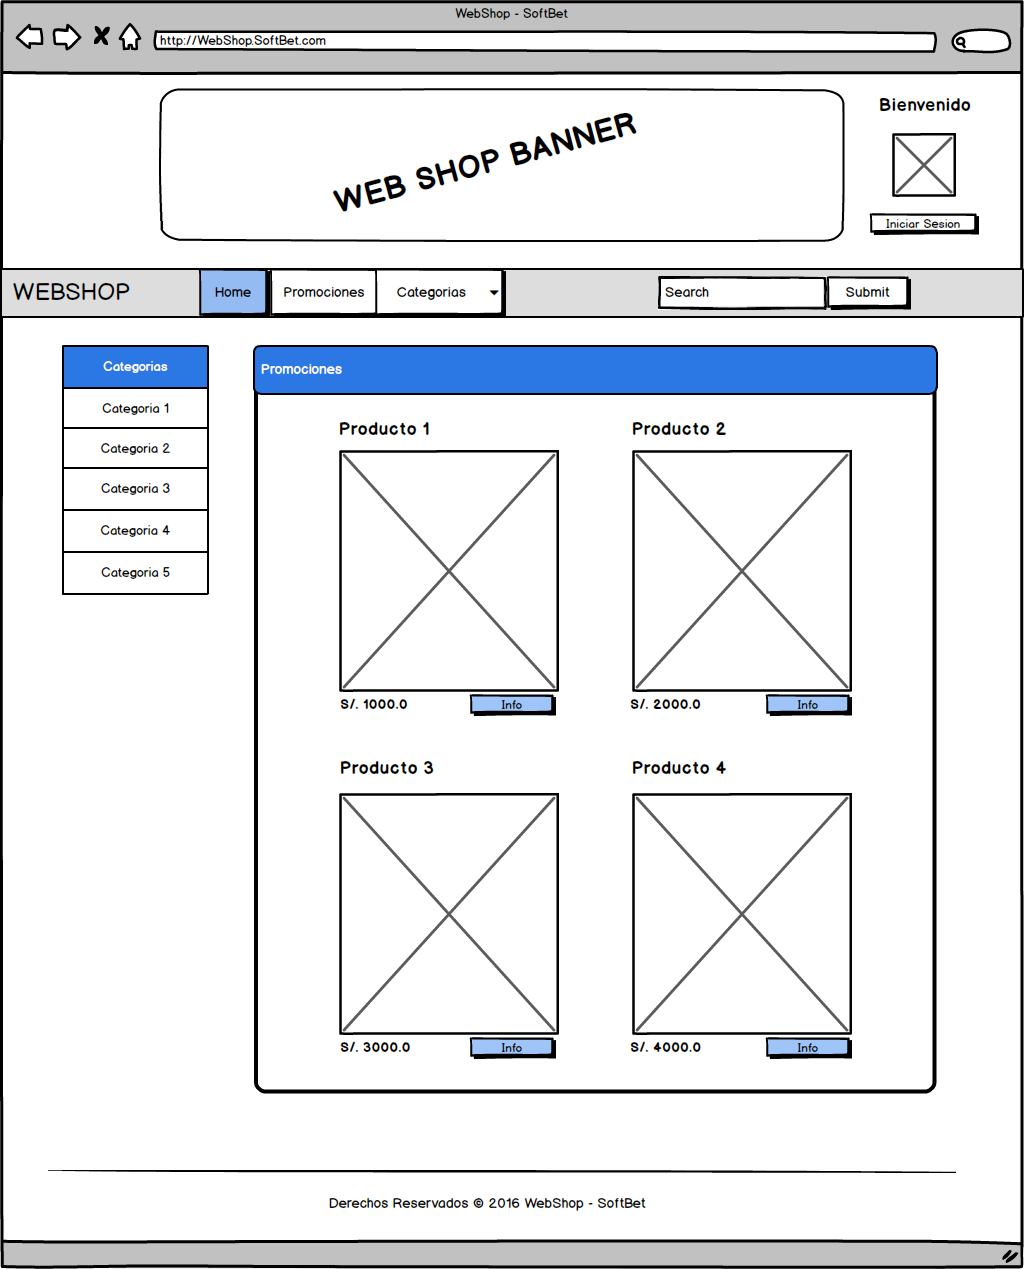 WebShop - SoftBet
http://WebShop.SoftBet.com
WEB SHOP BANNER
Bienvenido
Iniciar Sesion
WEBSHOP
Home
Promociones
Categorias
Search
Submit
Categorias
Categoria 1
Categoria 2
Categoria 3
Categoria 4
Categoria 5
Promociones
Producto 1
Producto 2
S/. 1000.0
Info
S/. 2000.0
Info
Producto 3
Producto 4
S/. 3000.0
Info
S/. 4000.0
Info
Derechos Reservados © 2016 WebShop - SoftBet